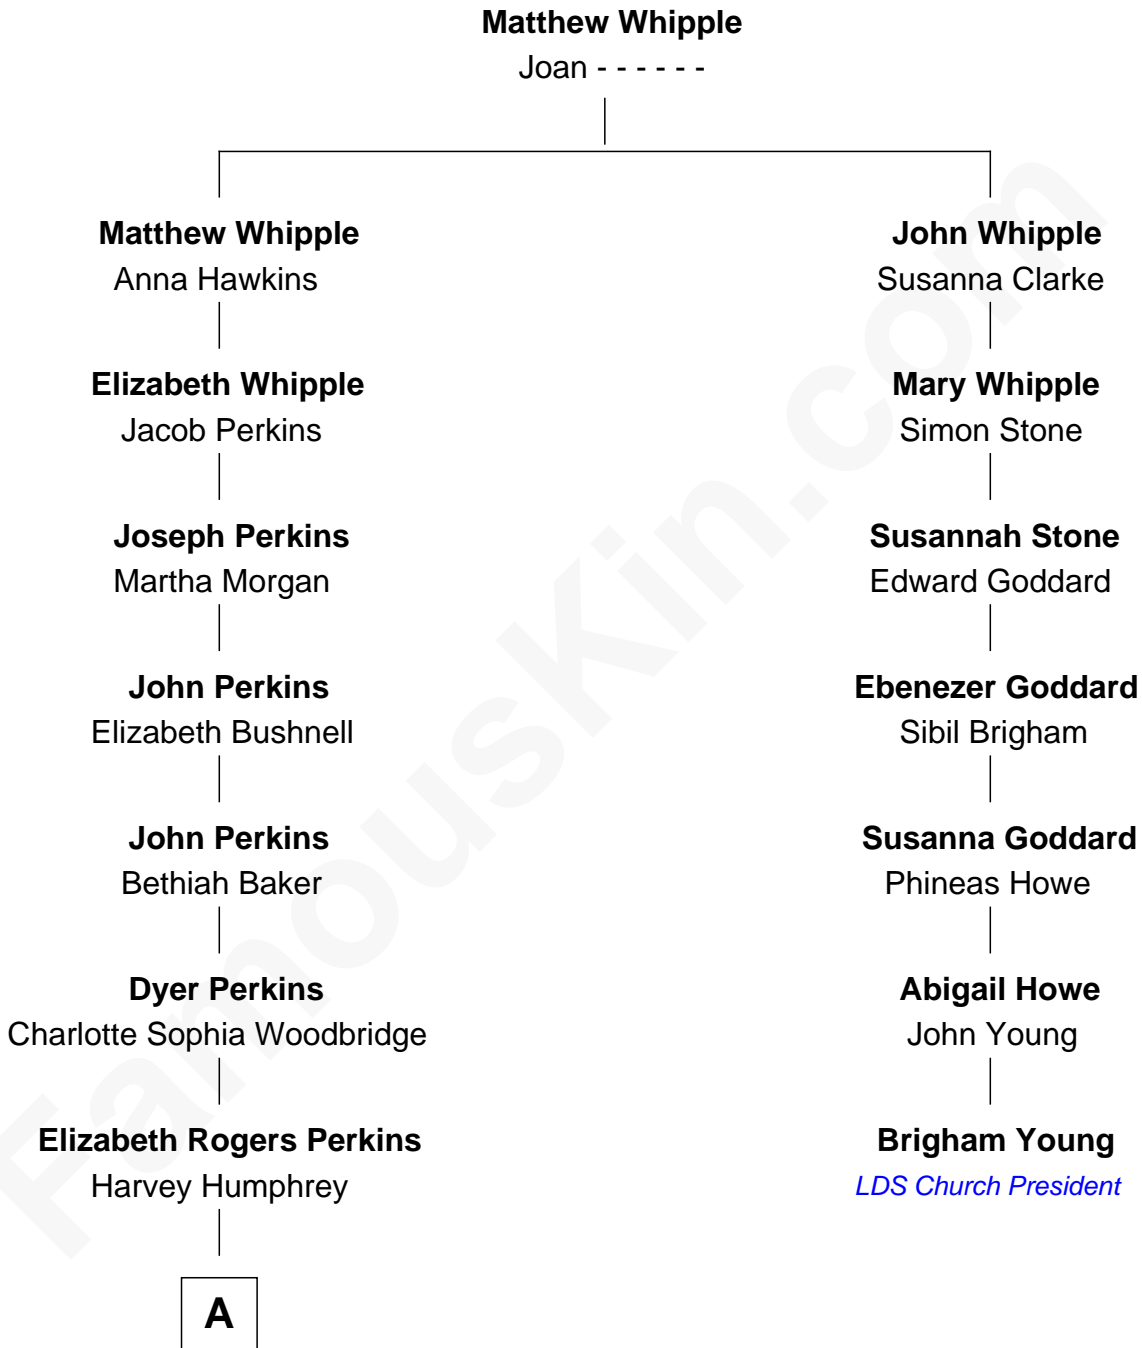 Matthew Whipple
Joan - - - - - -
Matthew Whipple
Anna Hawkins
John Whipple
Susanna Clarke
Elizabeth Whipple
Jacob Perkins
Mary Whipple
Simon Stone
Joseph Perkins
Martha Morgan
Susannah Stone
Edward Goddard
John Perkins
Elizabeth Bushnell
Ebenezer Goddard
Sibil Brigham
John Perkins
Bethiah Baker
Susanna Goddard
Phineas Howe
Dyer Perkins
Charlotte Sophia Woodbridge
Abigail Howe
John Young
Elizabeth Rogers Perkins
Harvey Humphrey
Brigham Young
LDS Church President
A
FamousKin.com